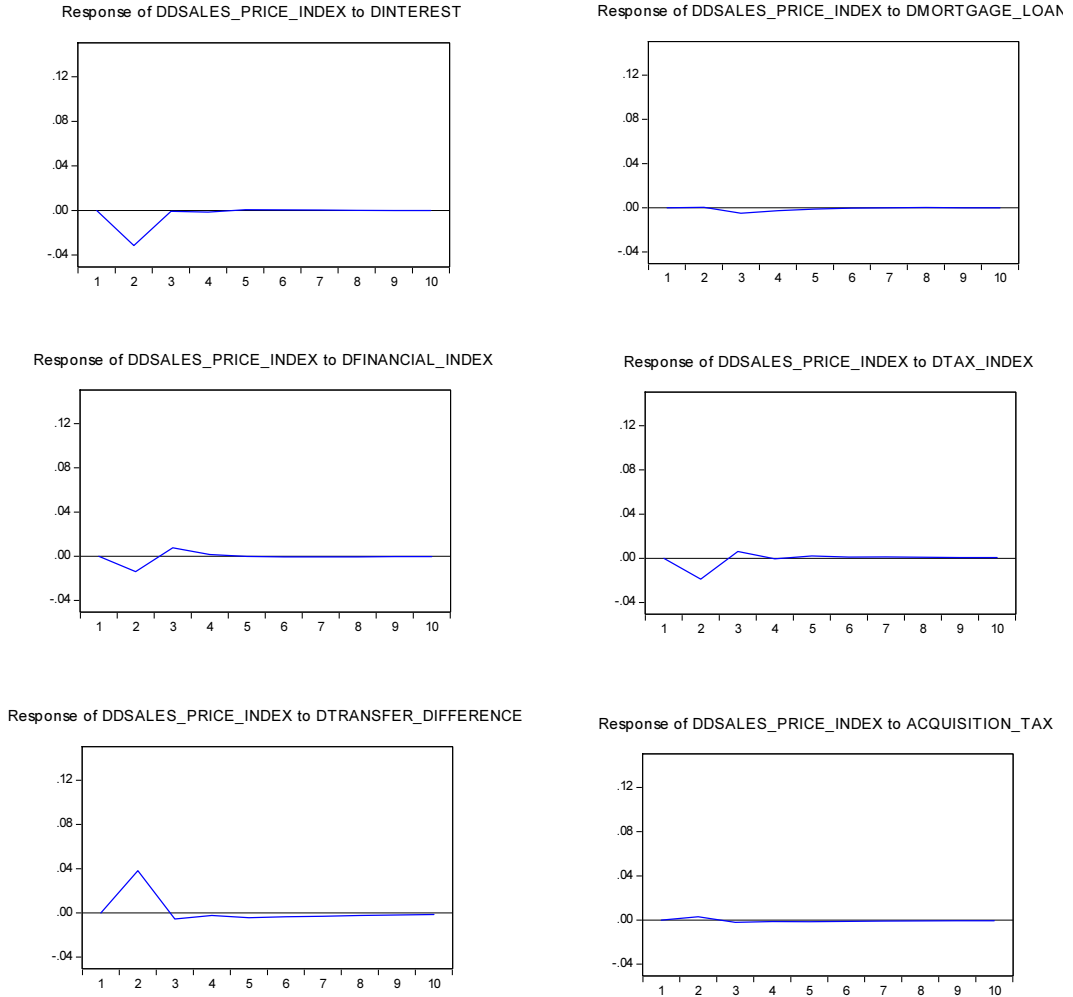 Response of DDSALES_PRICE_INDEX to DINTEREST
.12
.08
.04
.00
-.04
1 2 3 4 5 6 7 8 9 10
Response of DDSALES_PRICE_INDEX to DMORTGAGE_LOAN
.12
.08
.04
.00
-.04
1 2 3 4 5 6 7 8 9 10
Response of DDSALES_PRICE_INDEX to DFINANCIAL_INDEX
.12
.08
.04
.00
-.04
1 2 3 4 5 6 7 8 9 10
Response of DDSALES_PRICE_INDEX to DTAX_INDEX
.12
.08
.04
.00
-.04
1 2 3 4 5 6 7 8 9 10
Response of DDSALES_PRICE_INDEX to DTRANSFER_DIFFERENCE
.12
.08
.04
.00
-.04
1 2 3 4 5 6 7 8 9 10
Response of DDSALES_PRICE_INDEX to ACQUISITION_TAX
.12
.08
.04
.00
-.04
1 2 3 4 5 6 7 8 9 10